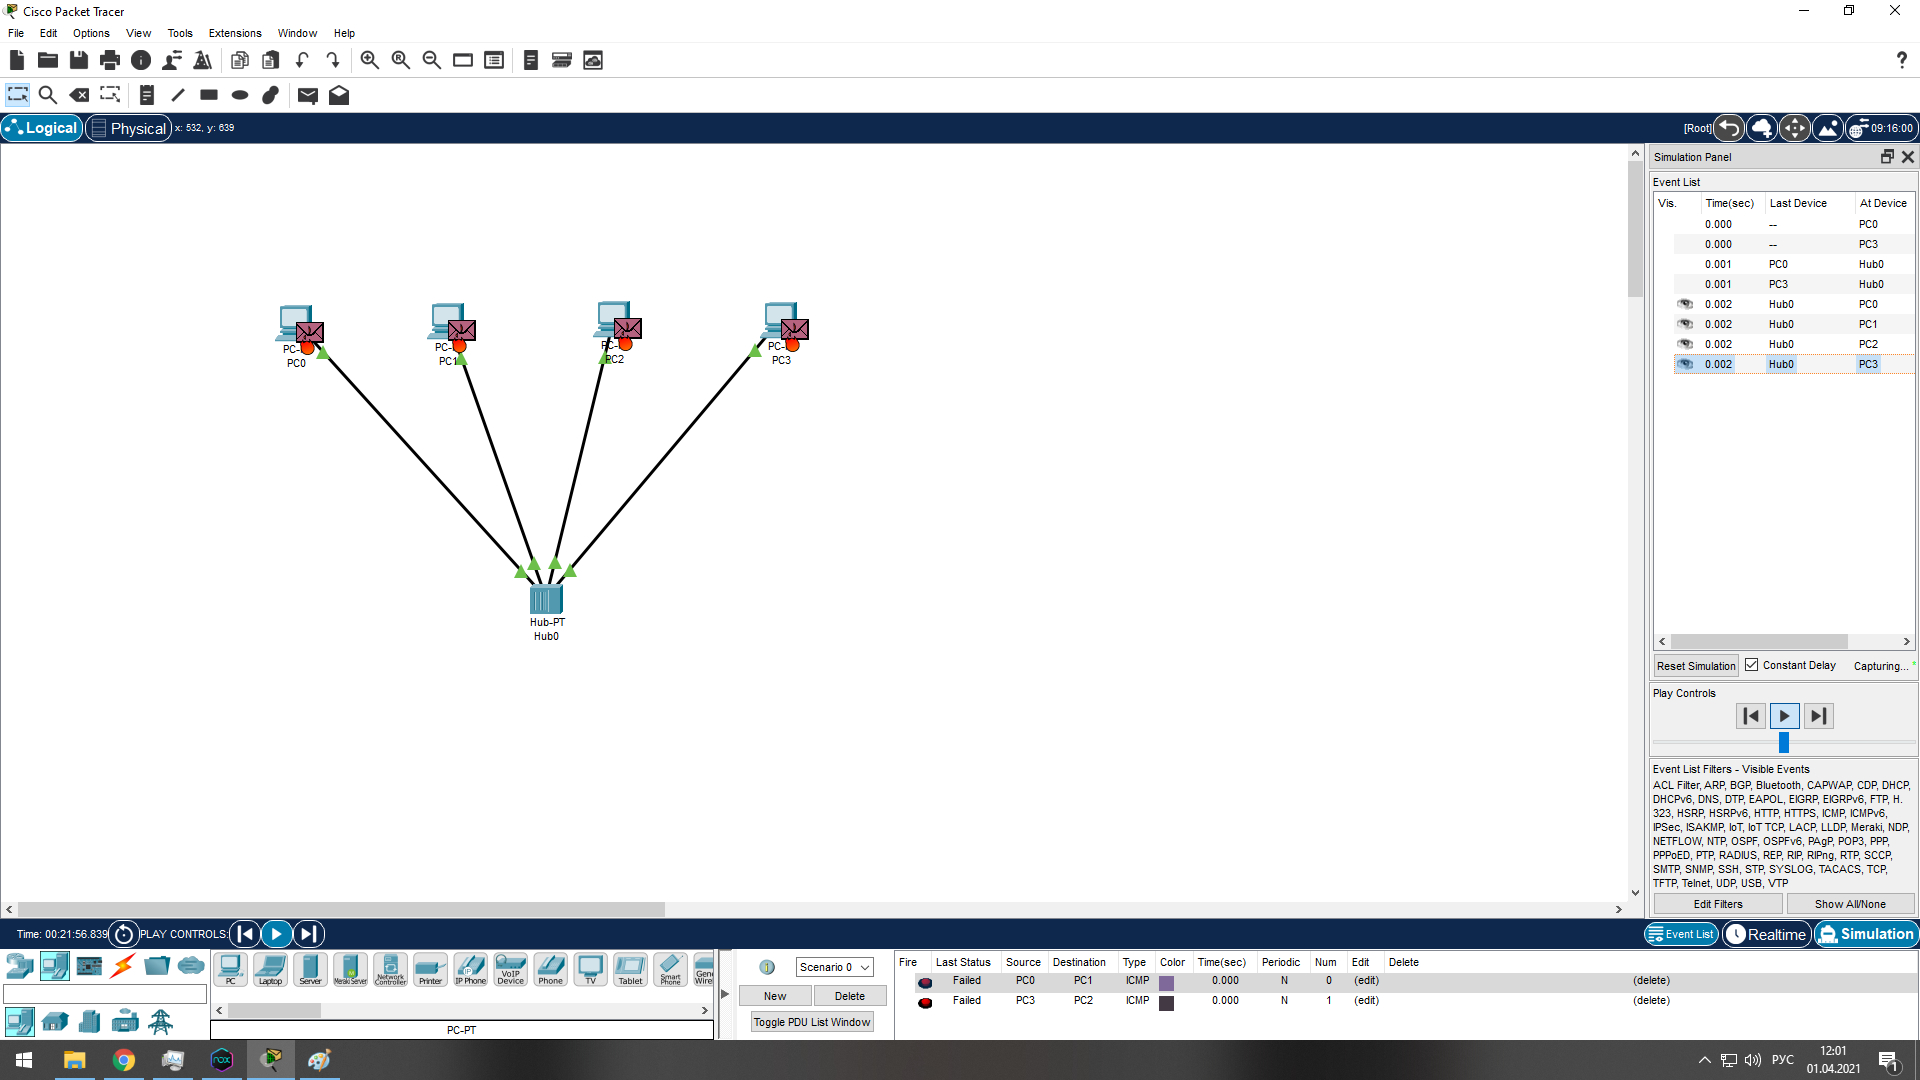 Cisco Packet Tracer
File Edit Options View Tools Extensions Window Help
Logical Physical x: 532, y: 639 [Root] 09:16:00
Simulation Panel
Event List
Vis. Time(sec) Last Device At Device
0.000 -- PC0
0.000 -- PC3
0.001 PC0 Hub0
0.001 PC3 Hub0
0.002 Hub0 PC0
0.002 Hub0 PC1
0.002 Hub0 PC2
0.002 Hub0 PC3
PC0
PC1
PC2
PC3
Hub-PT
Hub0
Reset Simulation Constant Delay Capturing...
Play Controls
Event List Filters - Visible Events
ACL Filter, ARP, BGP, Bluetooth, CAPWAP, CDP, DHCP,
DHCPv6, DNS, DTP, EAPOL, EIGRP, EIGRPv6, FTP, H.
323, HSRP, HSRPv6, HTTP, HTTPS, ICMP, ICMPv6,
IPSec, ISAKMP, IoT, IoT TCP, LACP, LLDP, Meraki, NDP,
NETFLOW, NTP, OSPF, OSPFv6, PAgP, POP3, PPP,
PPPoED, PTP, RADIUS, REP, RIP, RIPng, RTP, SCCP,
SMTP, SNMP, SSH, STP, SYSLOG, TACACS, TCP,
TFTP, Telnet, UDP, USB, VTP
Edit Filters Show All/None
Time: 00:21:56.839 PLAY CONTROLS: Event List Realtime Simulation
PC Laptop Server Meraki Server Network Controller Printer IP Phone VoIP Device Phone TV Tablet Smart Phone
PC-PT
Scenario 0
New Delete
Toggle PDU List Window
Fire Last Status Source Destination Type Color Time(sec) Periodic Num Edit Delete
Failed PC0 PC1 ICMP 0.000 N 0 (edit) (delete)
Failed PC3 PC2 ICMP 0.000 N 1 (edit) (delete)
nox
РУС
12:01
01.04.2021
1